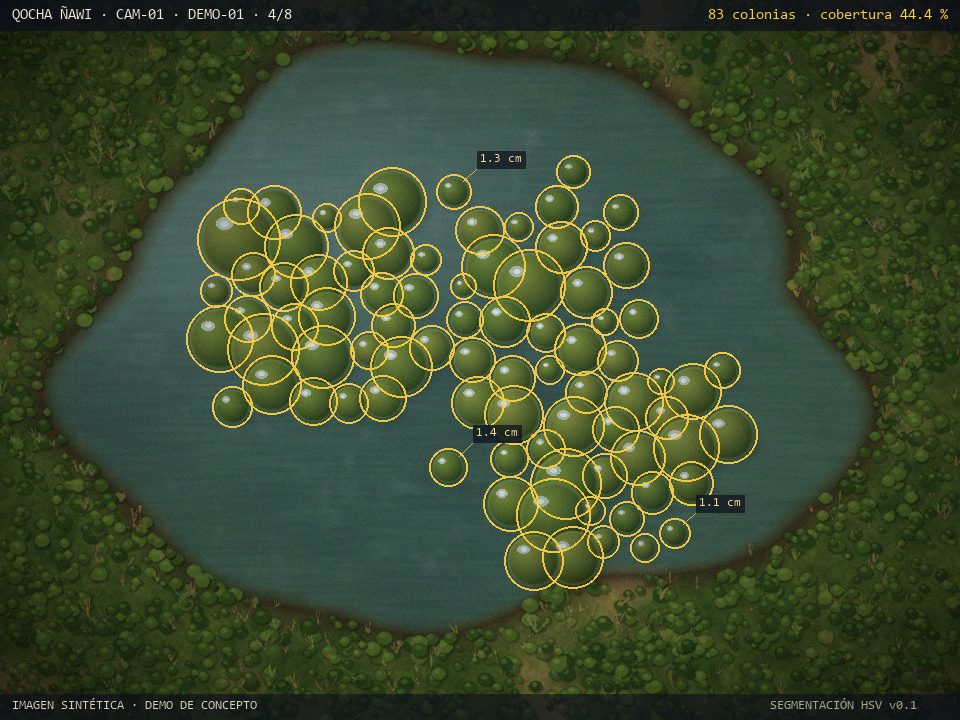 QOCHA ÑAWI · CAM-01 · DEMO-01 · 4/8
83 colonias · cobertura 44.4 %
1.3 cm
1.4 cm
1.1 cm
IMAGEN SINTÉTICA · DEMO DE CONCEPTO
SEGMENTACIÓN HSV v0.1